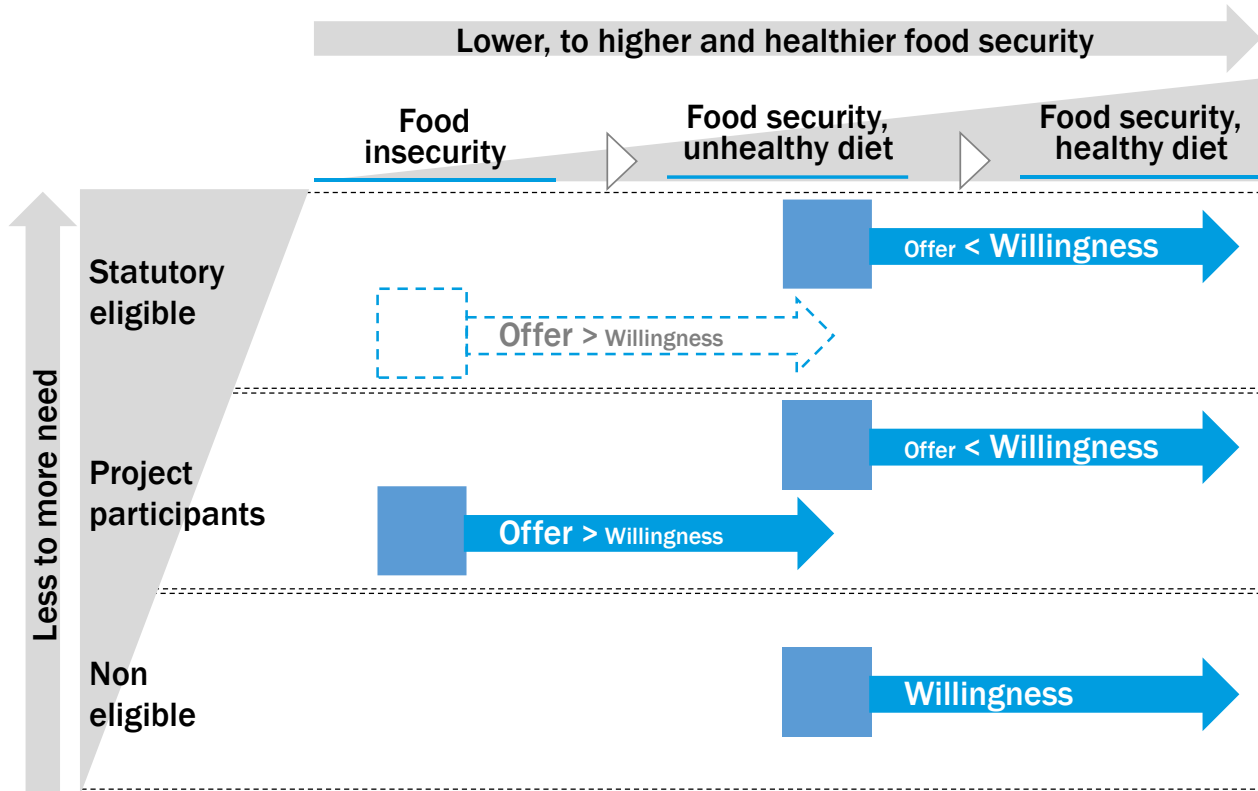 Lower, to higher and healthier food security
Food
insecurity
Food security,
unhealthy diet
Food security,
healthy diet
Less to more need
Statutory
eligible
Offer < Willingness
Offer > Willingness
Project
participants
Offer < Willingness
Offer > Willingness
Non
eligible
Willingness